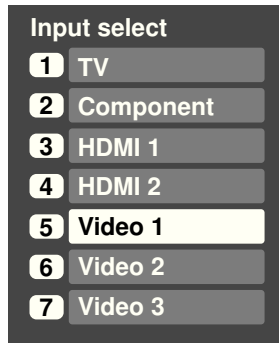 Input select
1 TV
2 Component
3 HDMI 1
4 HDMI 2
5 Video 1
6 Video 2
7 Video 3